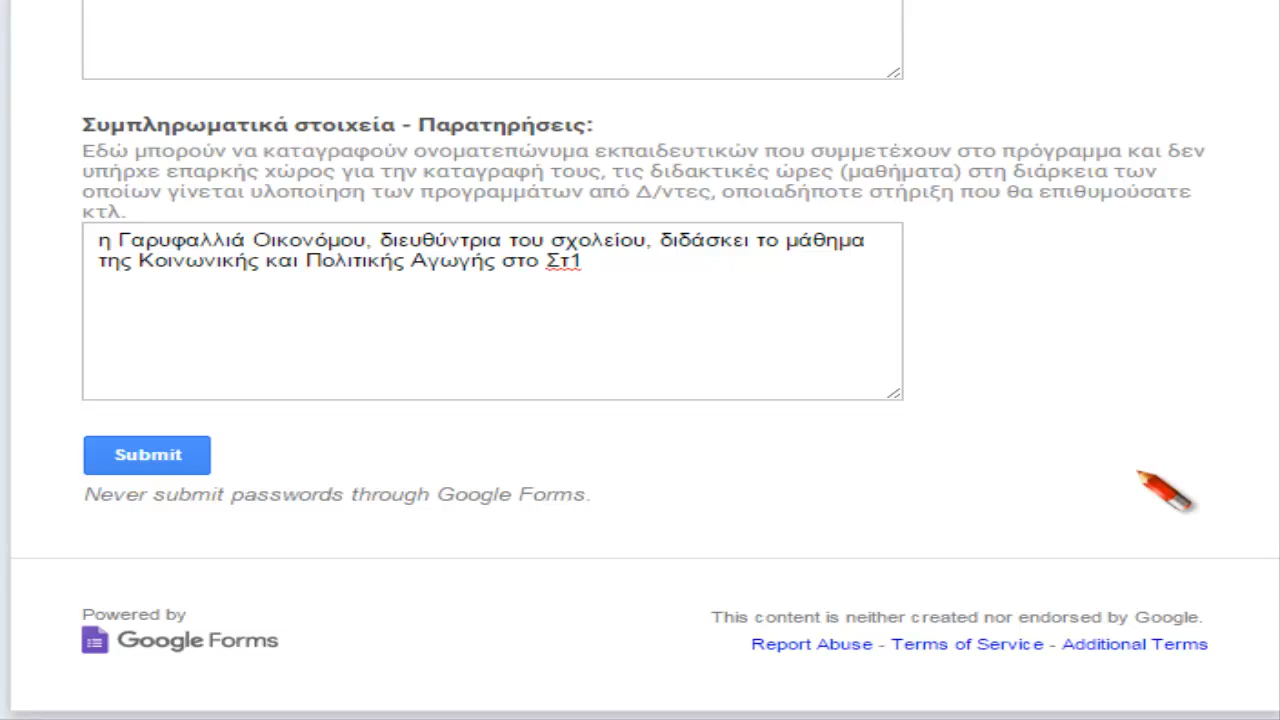 Συμπληρωματικά στοιχεία - Παρατηρήσεις:
Εδώ μπορούν να καταγραφούν ονοματεπώνυμα εκπαιδευτικών που συμμετέχουν στο πρόγραμμα και δεν
υπήρχε επαρκής χώρος για την καταγραφή τους, τις διδακτικές ώρες (μαθήματα) στη διάρκεια των
οποίων γίνεται υλοποίηση των προγραμμάτων από Δ/ντες, οποιαδήποτε στήριξη που θα επιθυμούσατε
κτλ.
η Γαρυφαλλιά Οικονόμου, διευθύντρια του σχολείου, διδάσκει το μάθημα
της Κοινωνικής και Πολιτικής Αγωγής στο Στ1
Submit
Never submit passwords through Google Forms.
Powered by
Google Forms
This content is neither created nor endorsed by Google.
Report Abuse - Terms of Service - Additional Terms